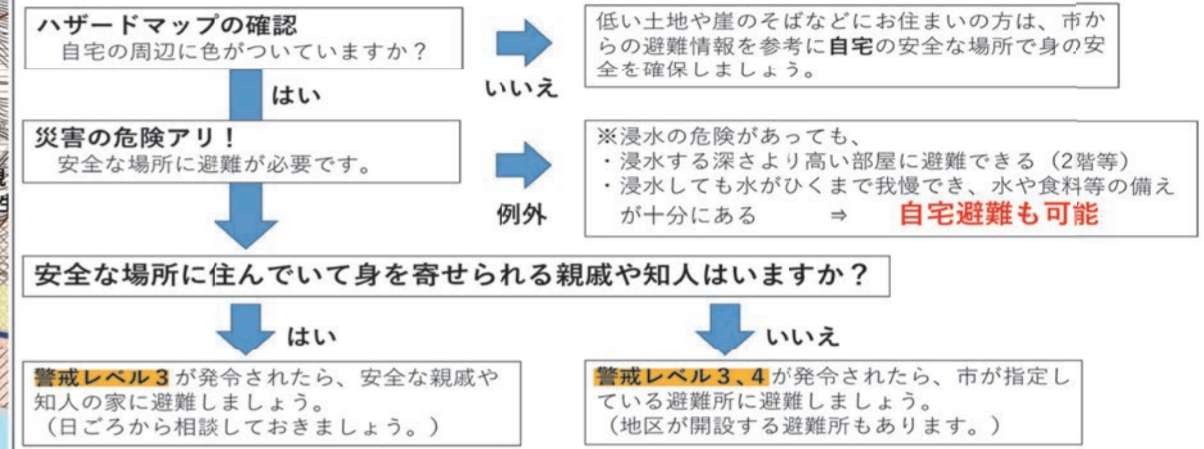 ハザードマップの確認
自宅の周辺に色がついていますか？
いいえ
低い土地や崖のそばなどにお住まいの方は、市か
らの避難情報を参考に自宅の安全な場所で身の安
全を確保しましょう。
はい
災害の危険アリ！
安全な場所に避難が必要です。
例外
※浸水の危険があっても、
・浸水する深さより高い部屋に避難できる（2階等）
・浸水しても水がひくまで我慢でき、水や食料等の備え
が十分にある　⇒　自宅避難も可能
安全な場所に住んでいて身を寄せられる親戚や知人はいますか？
はい
警戒レベル３が発令されたら、安全な親戚や
知人の家に避難しましょう。
（日ごろから相談しておきましょう。）
いいえ
警戒レベル３、４が発令されたら、市が指定し
ている避難所に避難しましょう。
（地区が開設する避難所もあります。）